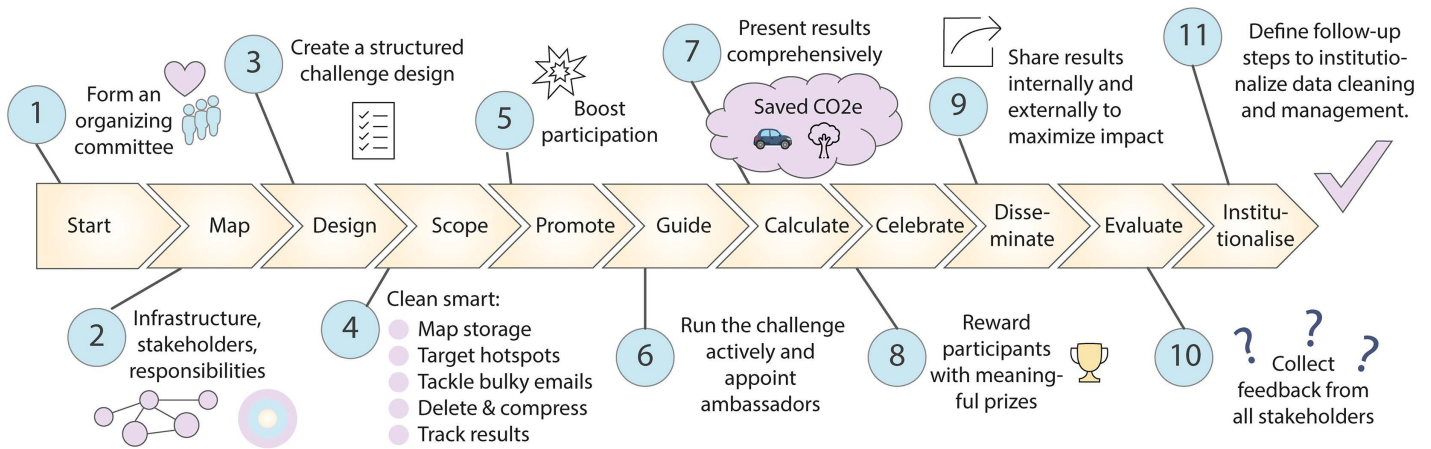 1
Form an
organizing
committee
3
Create a structured
challenge design
5
Boost
participation
7
Present results
comprehensively
Saved CO2e
9
Share results
internally and
externally to
maximize impact
11
Define follow-up
steps to institutio-
nalize data cleaning
and management.
Start
Map
Design
Scope
Promote
Guide
Calculate
Celebrate
Disse-
minate
Evaluate
Institu-
tionalise
2
Infrastructure,
stakeholders,
responsibilities
4
Clean smart:
Map storage
Target hotspots
Tackle bulky emails
Delete & compress
Track results
6
Run the challenge
actively and
appoint
ambassadors
8
Reward
participants
with meaning-
ful prizes
10
? ? ?
Collect
feedback from
all stakeholders